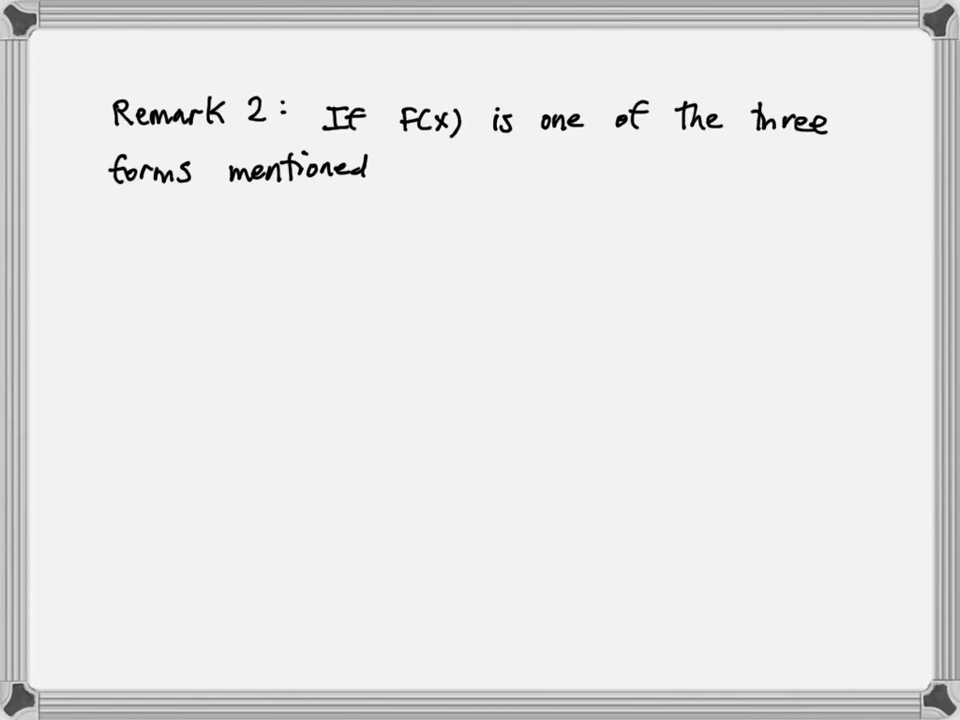 Remark 2: If F(x) is one of the three
forms mentioned